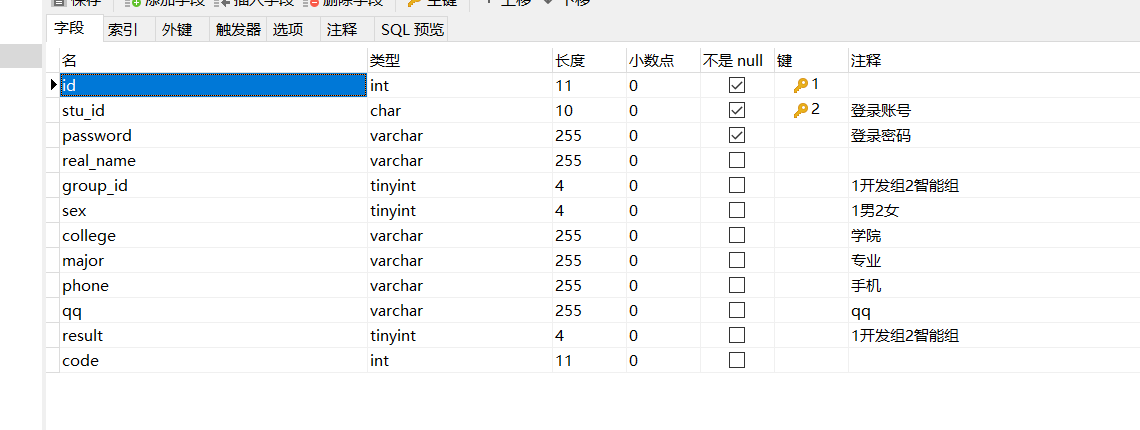 保存 添加字段 插入字段 删除字段 主键 上移 下移
字段 索引 外键 触发器 选项 注释 SQL 预览
名 类型 长度 小数点 不是 null 键 注释
id int 11 0 1
stu_id char 10 0 2 登录账号
password varchar 255 0 登录密码
real_name varchar 255 0
group_id tinyint 4 0 1开发组2智能组
sex tinyint 4 0 1男2女
college varchar 255 0 学院
major varchar 255 0 专业
phone varchar 255 0 手机
qq varchar 255 0 qq
result tinyint 4 0 1开发组2智能组
code int 11 0